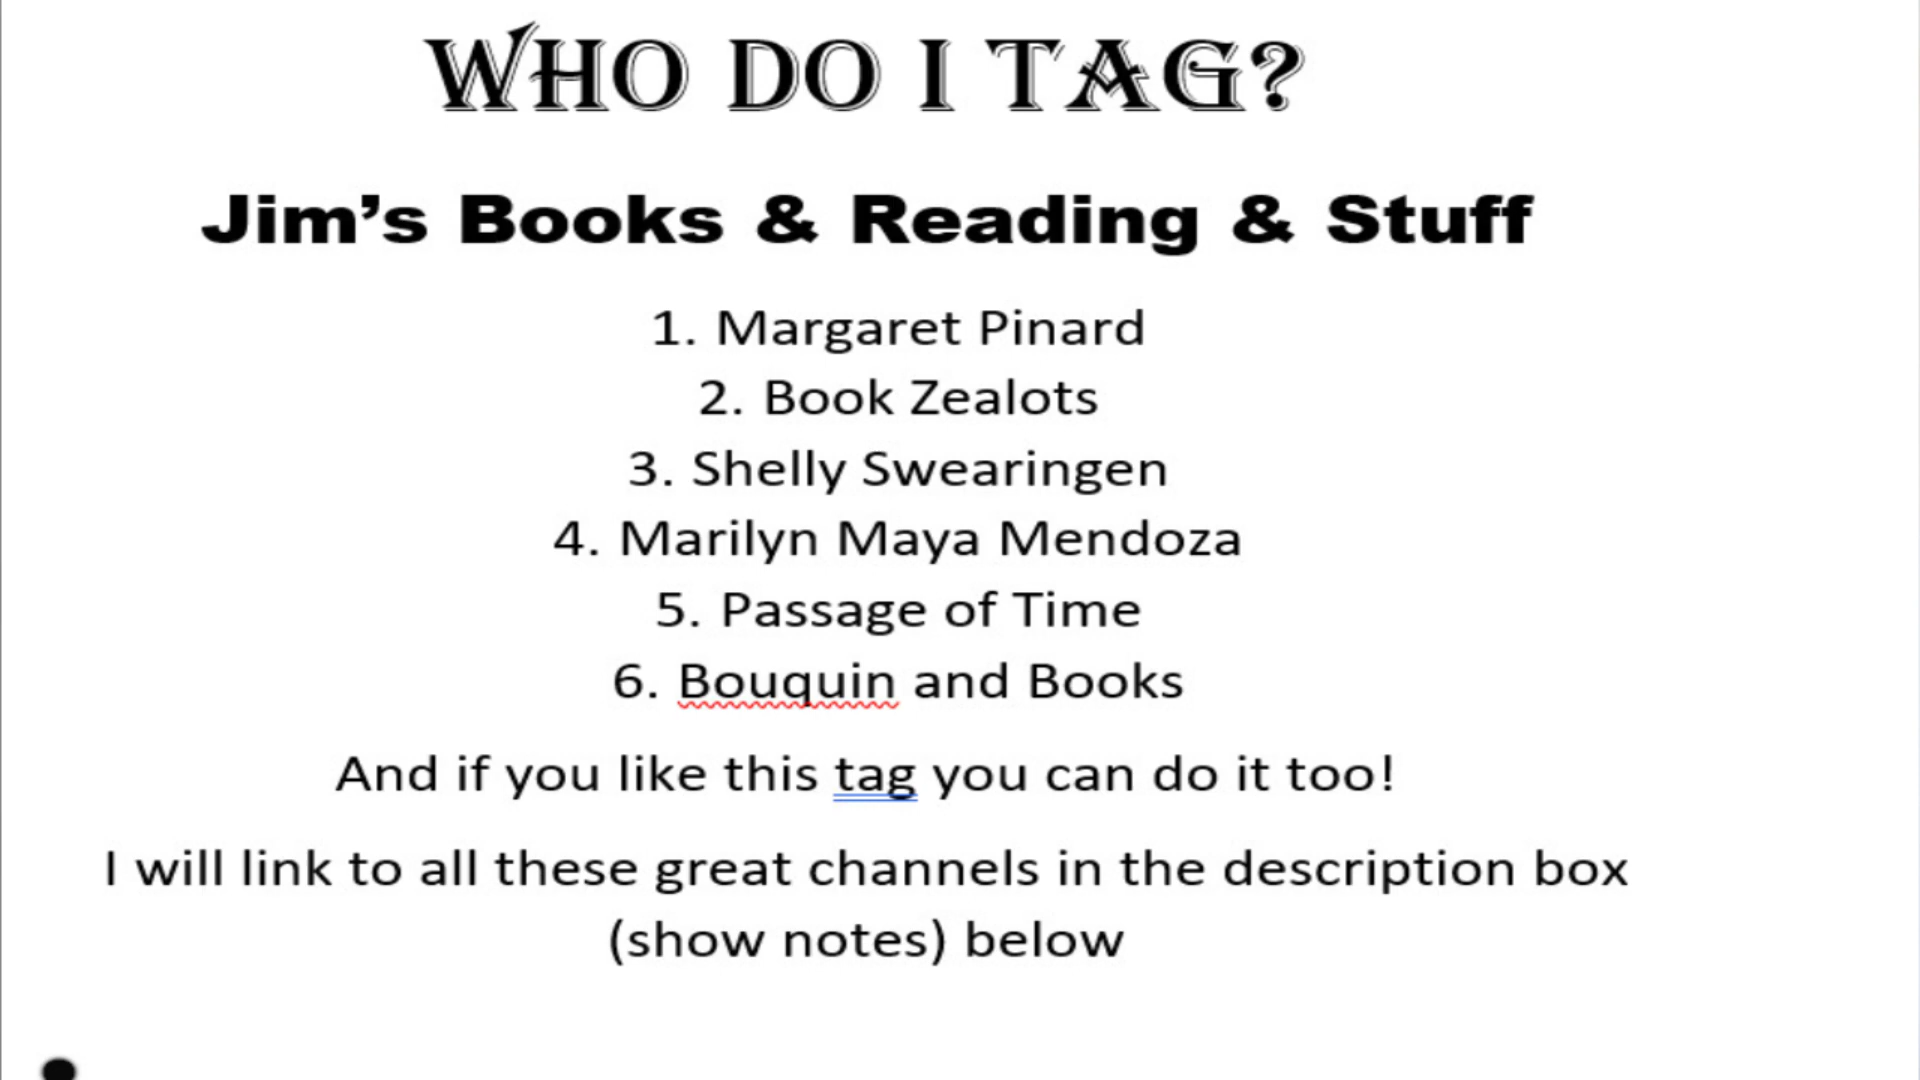 WHO DO I TAG?
Jim’s Books & Reading & Stuff
1. Margaret Pinard
2. Book Zealots
3. Shelly Swearingen
4. Marilyn Maya Mendoza
5. Passage of Time
6. Bouquin and Books
And if you like this tag you can do it too!
I will link to all these great channels in the description box
(show notes) below